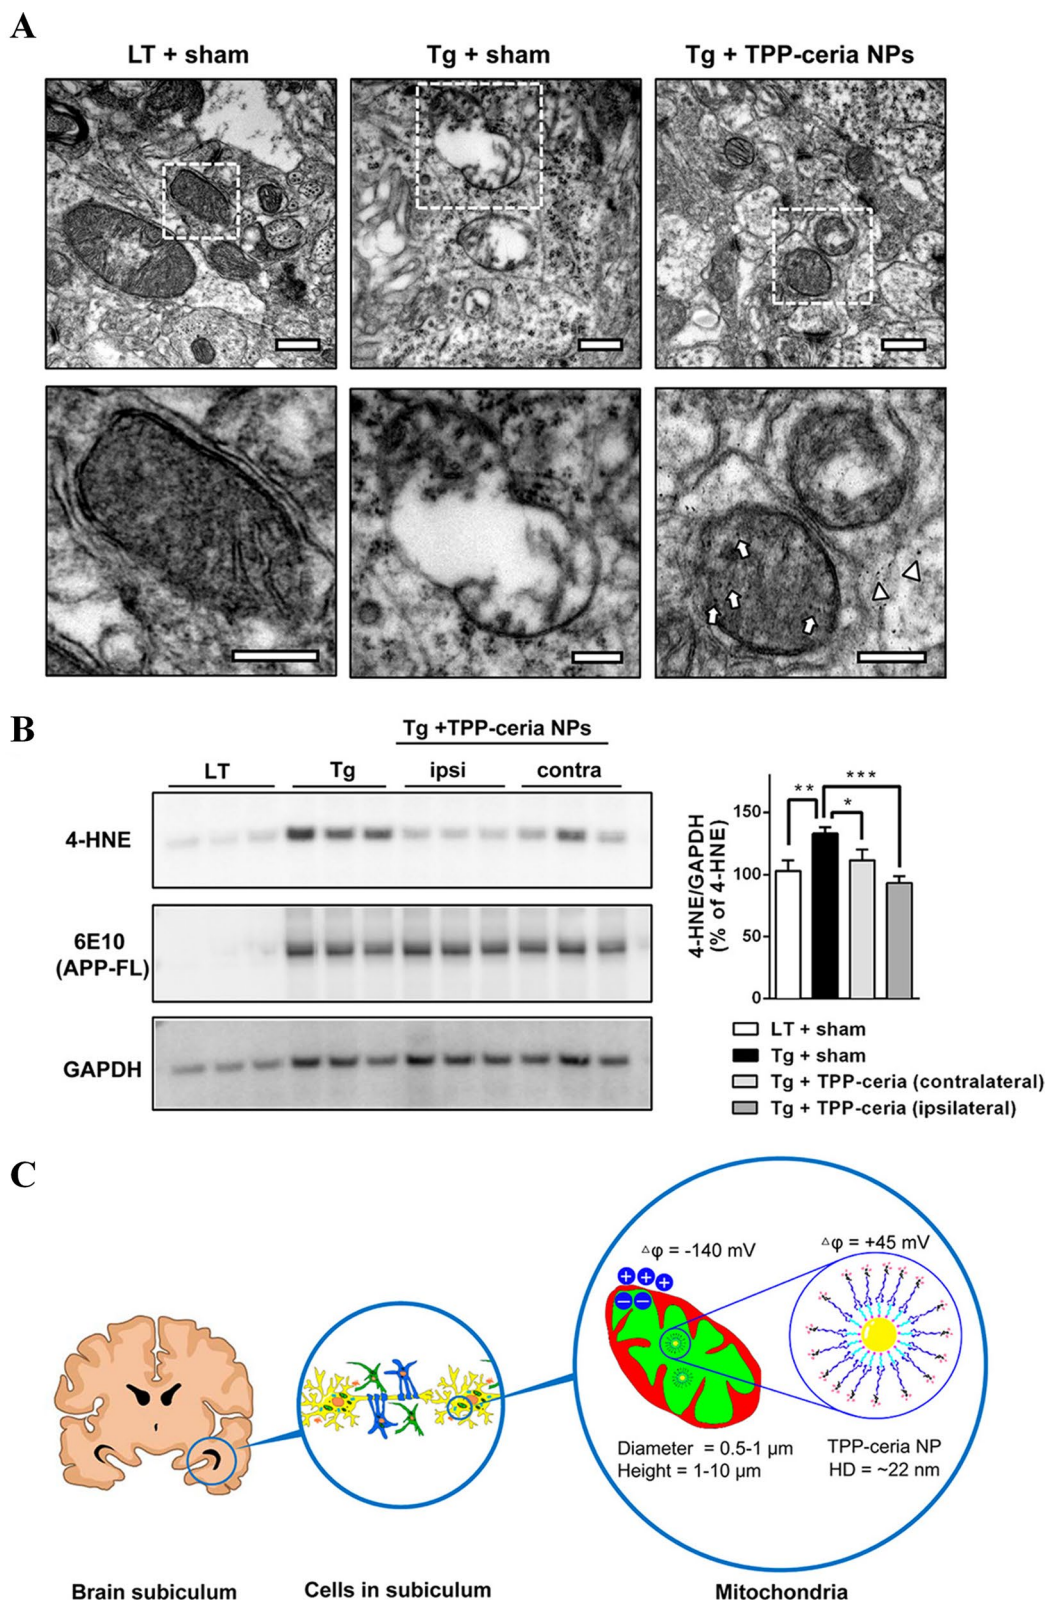 A
LT + sham
Tg + sham
Tg + TPP-ceria NPs
B
Tg +TPP-ceria NPs
LT
Tg
ipsi
contra
4-HNE
6E10
(APP-FL)
GAPDH
4-HNE/GAPDH
(% of 4-HNE)
150
100
50
0
**
***
*
LT + sham
Tg + sham
Tg + TPP-ceria (contralateral)
Tg + TPP-ceria (ipsilateral)
C
△φ = -140 mV
△φ = +45 mV
+ + +
− −
Diameter = 0.5-1 μm
Height = 1-10 μm
TPP-ceria NP
HD = ~22 nm
Brain subiculum
Cells in subiculum
Mitochondria